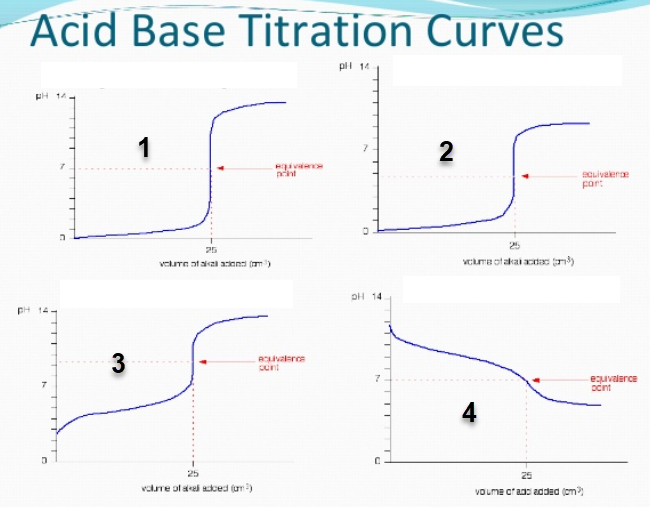 Acid Base Titration Curves
pH 14
1
7
equivalence
point
0
25
volume of alkali added (cm³)
pH 14
2
7
equivalence
point
0
25
volume of alkali added (cm³)
pH 14
3
7
equivalence
point
0
25
volume of alkali added (cm³)
pH 14
7
equivalence
point
4
0
25
volume of acid added (cm³)